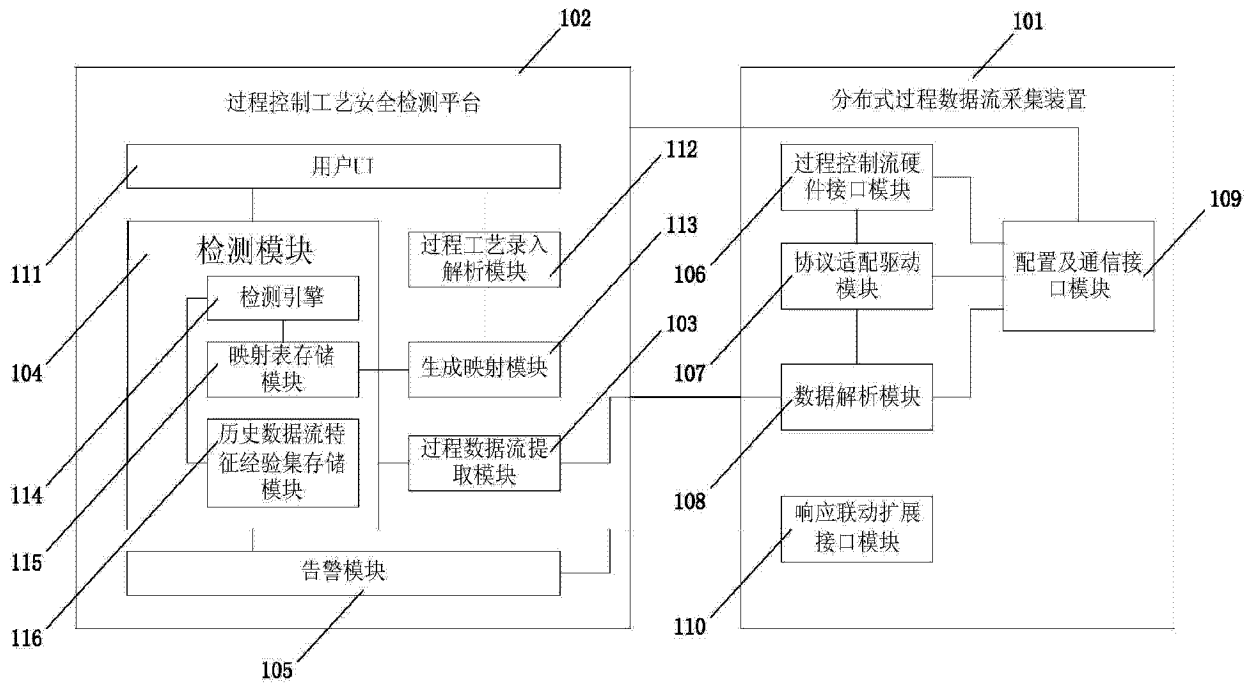 102
101
过程控制工艺安全检测平台
分布式过程数据流采集装置
用户UI
111
检测模块
104
检测引擎
114
映射表存储
模块
115
历史数据流特
征经验集存储
模块
116
过程工艺录入
解析模块
112
生成映射模块
113
过程数据流提
取模块
103
告警模块
105
过程控制流硬
件接口模块
106
协议适配驱动
模块
107
数据解析模块
108
配置及通信接
口模块
109
响应联动扩展
接口模块
110